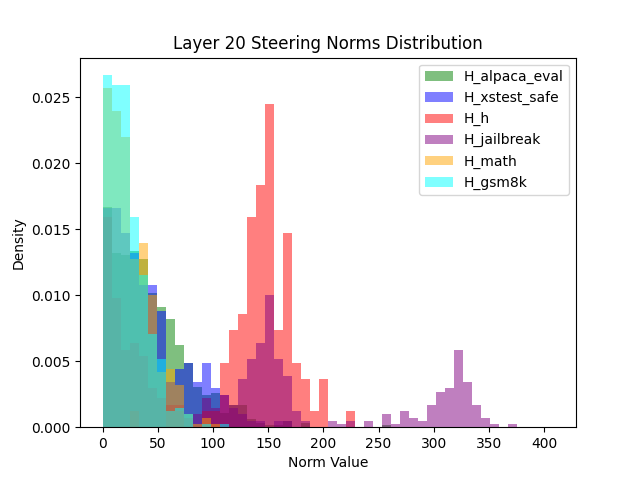 Layer 20 Steering Norms Distribution
H_alpaca_eval
H_xstest_safe
H_h
H_jailbreak
H_math
H_gsm8k
Density
0.025
0.020
0.015
0.010
0.005
0.000
0 50 100 150 200 250 300 350 400
Norm Value